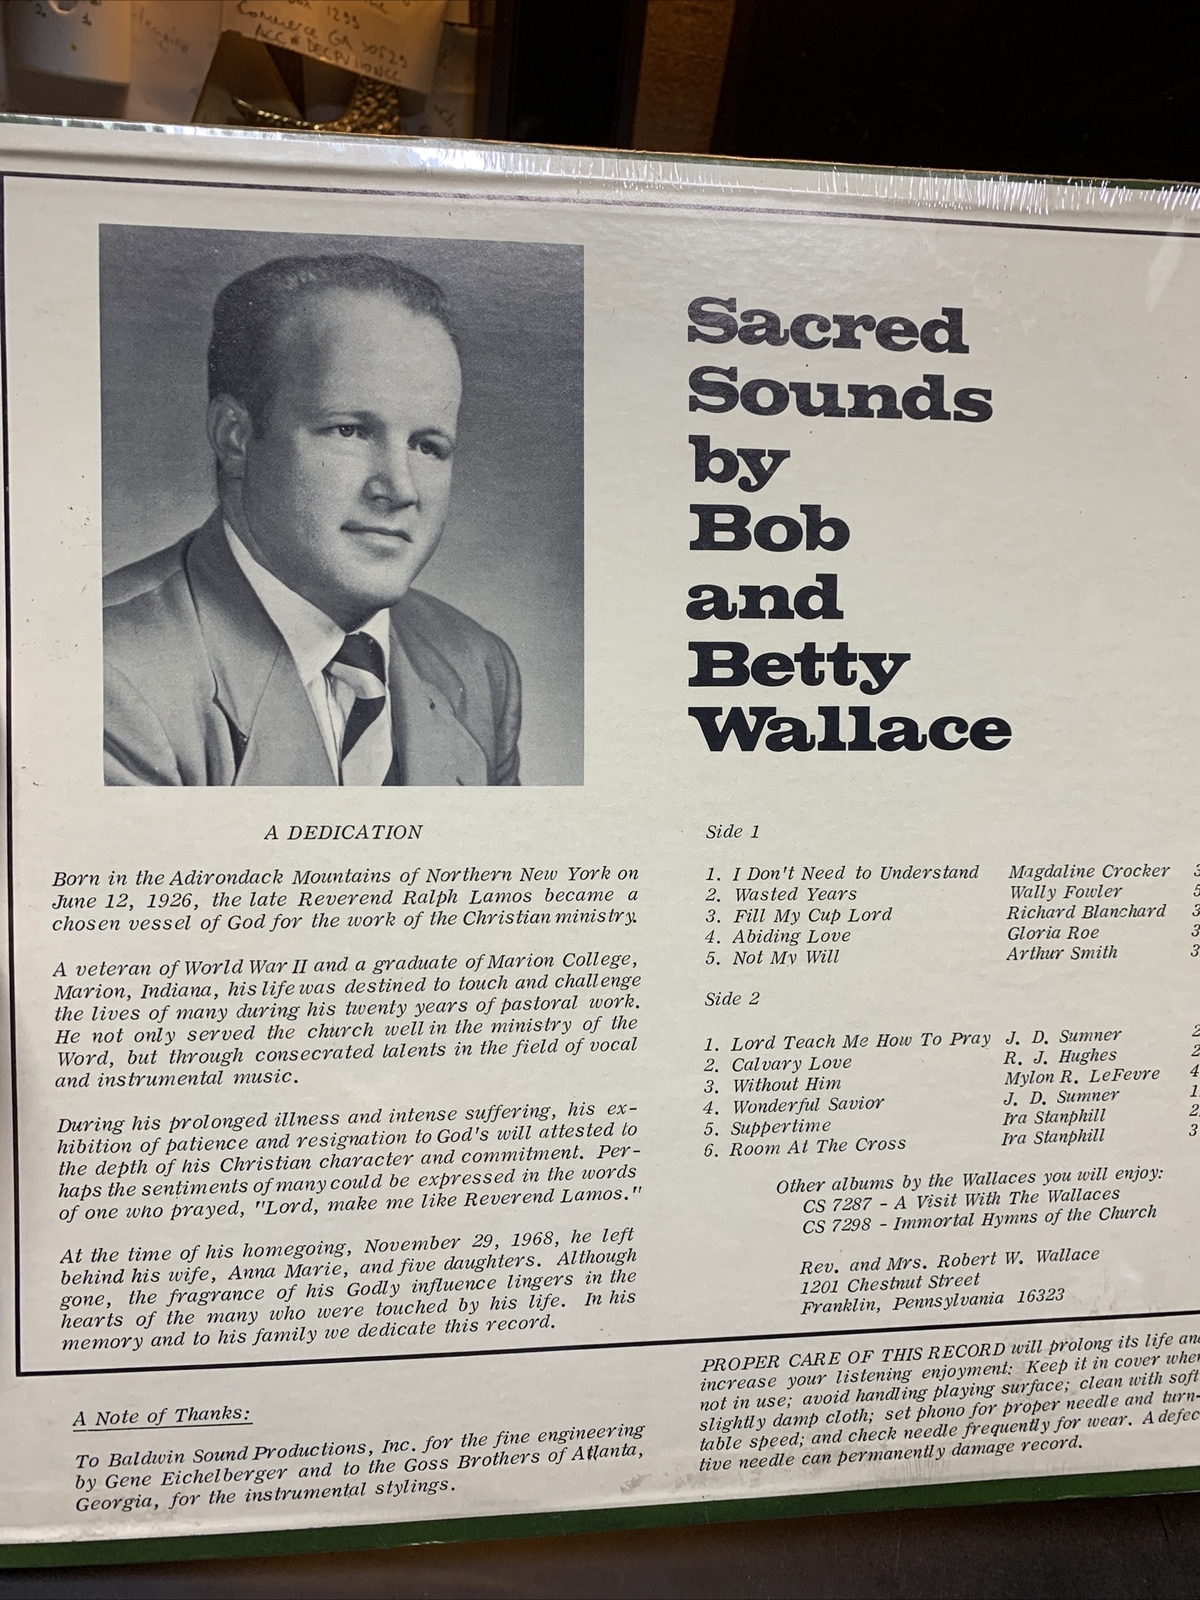 1299
Commerce GA 30529
Sacred
Sounds
by
Bob
and
Betty
Wallace
A DEDICATION
Born in the Adirondack Mountains of Northern New York on
June 12, 1926, the late Reverend Ralph Lamos became a
chosen vessel of God for the work of the Christian ministry.
A veteran of World War II and a graduate of Marion College,
Marion, Indiana, his life was destined to touch and challenge
the lives of many during his twenty years of pastoral work.
He not only served the church well in the ministry of the
Word, but through consecrated talents in the field of vocal
and instrumental music.
During his prolonged illness and intense suffering, his ex-
hibition of patience and resignation to God's will attested to
the depth of his Christian character and commitment. Per-
haps the sentiments of many could be expressed in the words
of one who prayed, "Lord, make me like Reverend Lamos."
At the time of his homegoing, November 29, 1968, he left
behind his wife, Anna Marie, and five daughters. Although
gone, the fragrance of his Godly influence lingers in the
hearts of the many who were touched by his life. In his
memory and to his family we dedicate this record.
Side 1
1. I Don't Need to Understand Magdaline Crocker 3
2. Wasted Years Wally Fowler 5
3. Fill My Cup Lord Richard Blanchard 3
4. Abiding Love Gloria Roe 3
5. Not My Will Arthur Smith 3
Side 2
1. Lord Teach Me How To Pray J. D. Sumner 2
2. Calvary Love R. J. Hughes 2
3. Without Him Mylon R. LeFevre 4
4. Wonderful Savior J. D. Sumner 1
5. Suppertime Ira Stanphill 2
6. Room At The Cross Ira Stanphill 3
Other albums by the Wallaces you will enjoy:
CS 7287 - A Visit With The Wallaces
CS 7298 - Immortal Hymns of the Church
Rev. and Mrs. Robert W. Wallace
1201 Chestnut Street
Franklin, Pennsylvania 16323
A Note of Thanks:
To Baldwin Sound Productions, Inc. for the fine engineering
by Gene Eichelberger and to the Goss Brothers of Atlanta,
Georgia, for the instrumental stylings.
PROPER CARE OF THIS RECORD will prolong its life and
increase your listening enjoyment: Keep it in cover when
not in use; avoid handling playing surface; clean with soft
slightly damp cloth; set phono for proper needle and turn-
table speed; and check needle frequently for wear. A defec-
tive needle can permanently damage record.